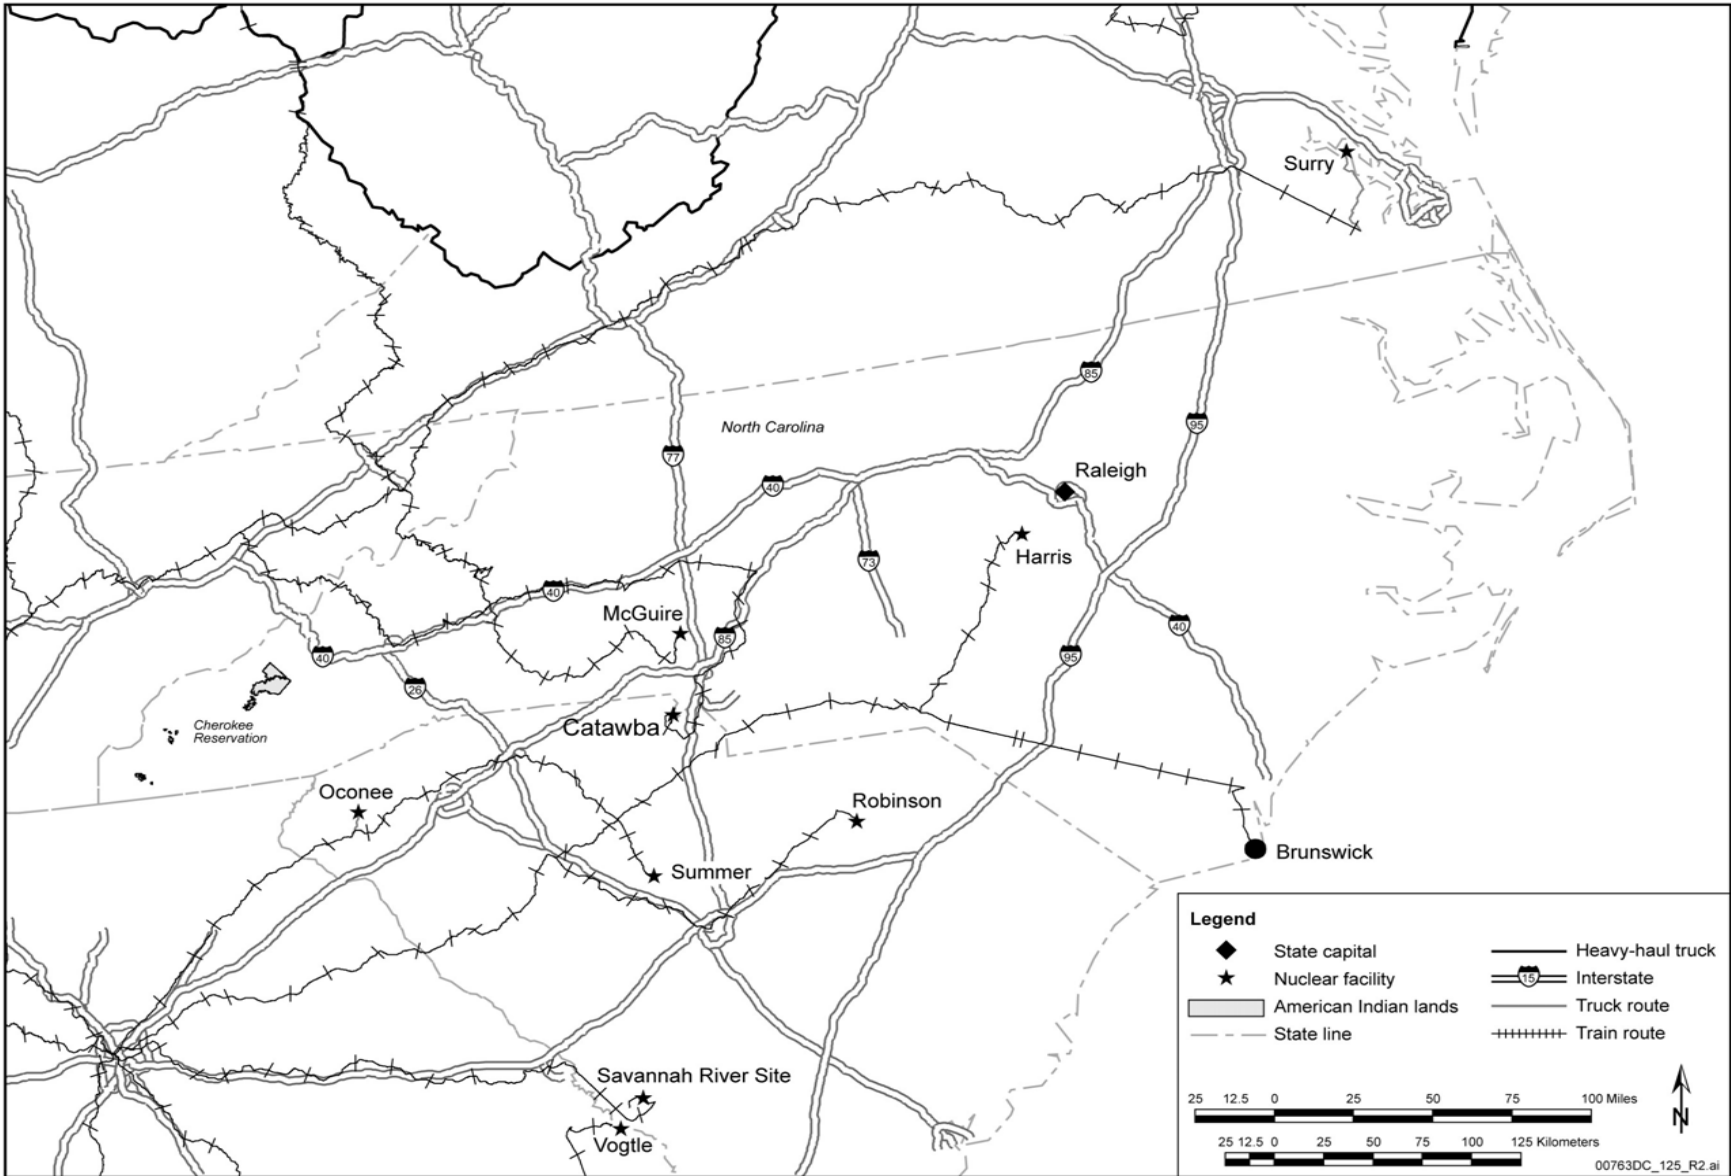 Surry
85
95
North Carolina
77
Raleigh
40
Harris
73
40
McGuire
40
85
40
95
26
Catawba
Cherokee
Reservation
Oconee
Robinson
Brunswick
Summer
Savannah River Site
Vogtle
Legend
State capital
Nuclear facility
American Indian lands
State line
Heavy-haul truck
15
Interstate
Truck route
Train route
25 12.5 0 25 50 75 100 Miles
25 12.5 0 25 50 75 100 125 Kilometers
N
00763DC_125_R2.ai